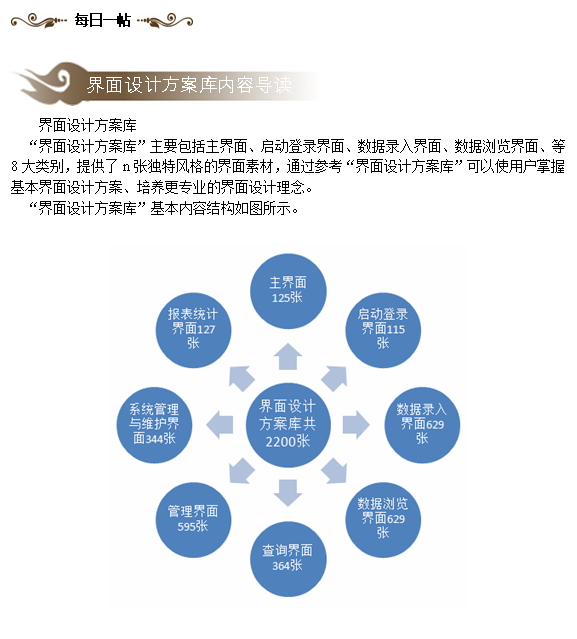 每日一帖
界面设计方案库内容导读
界面设计方案库
“界面设计方案库”主要包括主界面、启动登录界面、数据录入界面、数据浏览界面、等
8大类别，提供了n张独特风格的界面素材，通过参考“界面设计方案库”可以使用户掌握
基本界面设计方案、培养更专业的界面设计理念。
“界面设计方案库”基本内容结构如图所示。
主界面
125张
启动登录
界面115
张
数据录入
界面629
张
数据浏览
界面629
张
查询界面
364张
管理界面
595张
系统管理
与维护界
面344张
报表统计
界面127
张
界面设计
方案库共
2200张